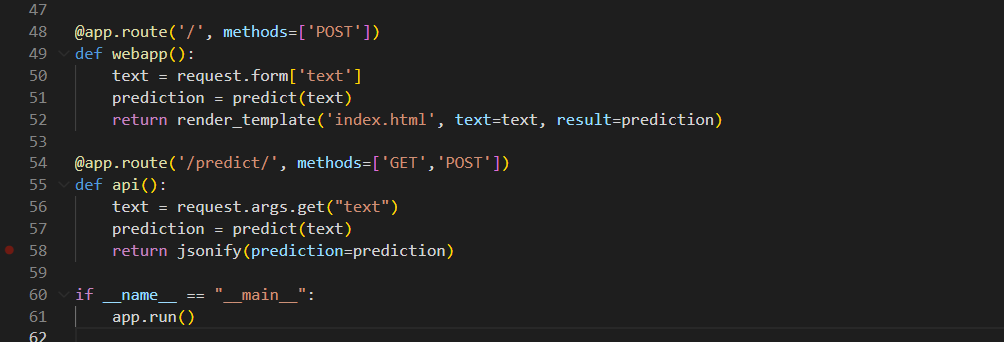 47
48 @app.route('/', methods=['POST'])
49 def webapp():
50     text = request.form['text']
51     prediction = predict(text)
52     return render_template('index.html', text=text, result=prediction)
53
54 @app.route('/predict/', methods=['GET','POST'])
55 def api():
56     text = request.args.get("text")
57     prediction = predict(text)
58     return jsonify(prediction=prediction)
59
60 if __name__ == "__main__":
61     app.run()
62